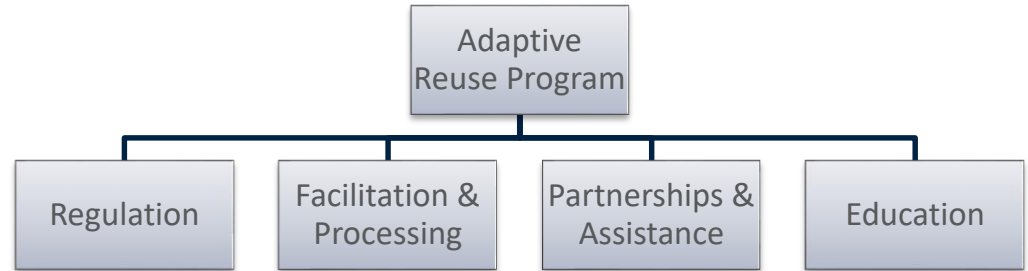 Adaptive
Reuse Program
Regulation
Facilitation &
Processing
Partnerships &
Assistance
Education